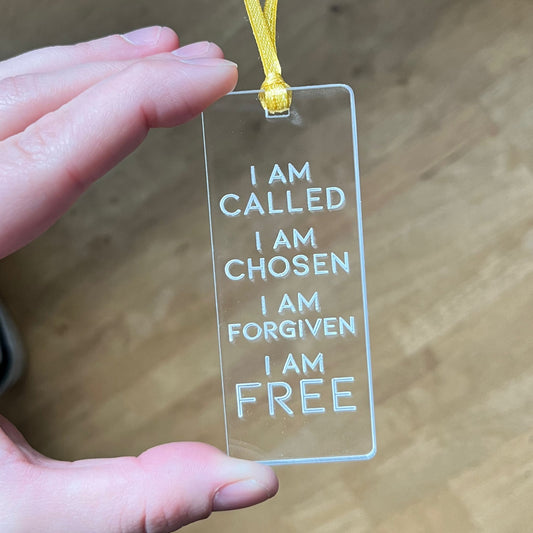 I AM
CALLED
I AM
CHOSEN
I AM
FORGIVEN
I AM
FREE